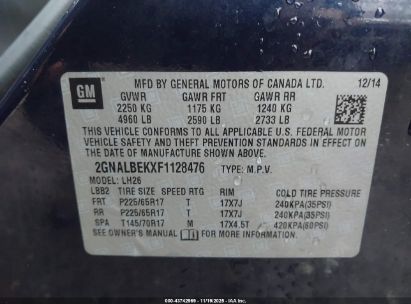 GM MFD BY GENERAL MOTORS OF CANADA LTD. 12/14
GVWR GAWR FRT GAWR RR
2250 KG 1175 KG 1240 KG
4960 LB 2590 LB 2733 LB
THIS VEHICLE CONFORMS TO ALL APPLICABLE U.S. FEDERAL MOTOR
VEHICLE SAFETY AND THEFT PREVENTION STANDARDS IN EFFECT
ON THE DATE OF MANUFACTURE SHOWN ABOVE.
2GNALBEKXF1128476 TYPE: M.P.V.
MODEL: LH26
LBB2 TIRE SIZE SPEED RTG RIM COLD TIRE PRESSURE
FRT P225/65R17 T 17X7J 240KPA(35PSI)
RR P225/65R17 T 17X7J 240KPA(35PSI)
SPA T145/70R17 M 17X4.5T 420KPA(60PSI)
SEE OWNER'S MANUAL FOR MORE INFORMATION.